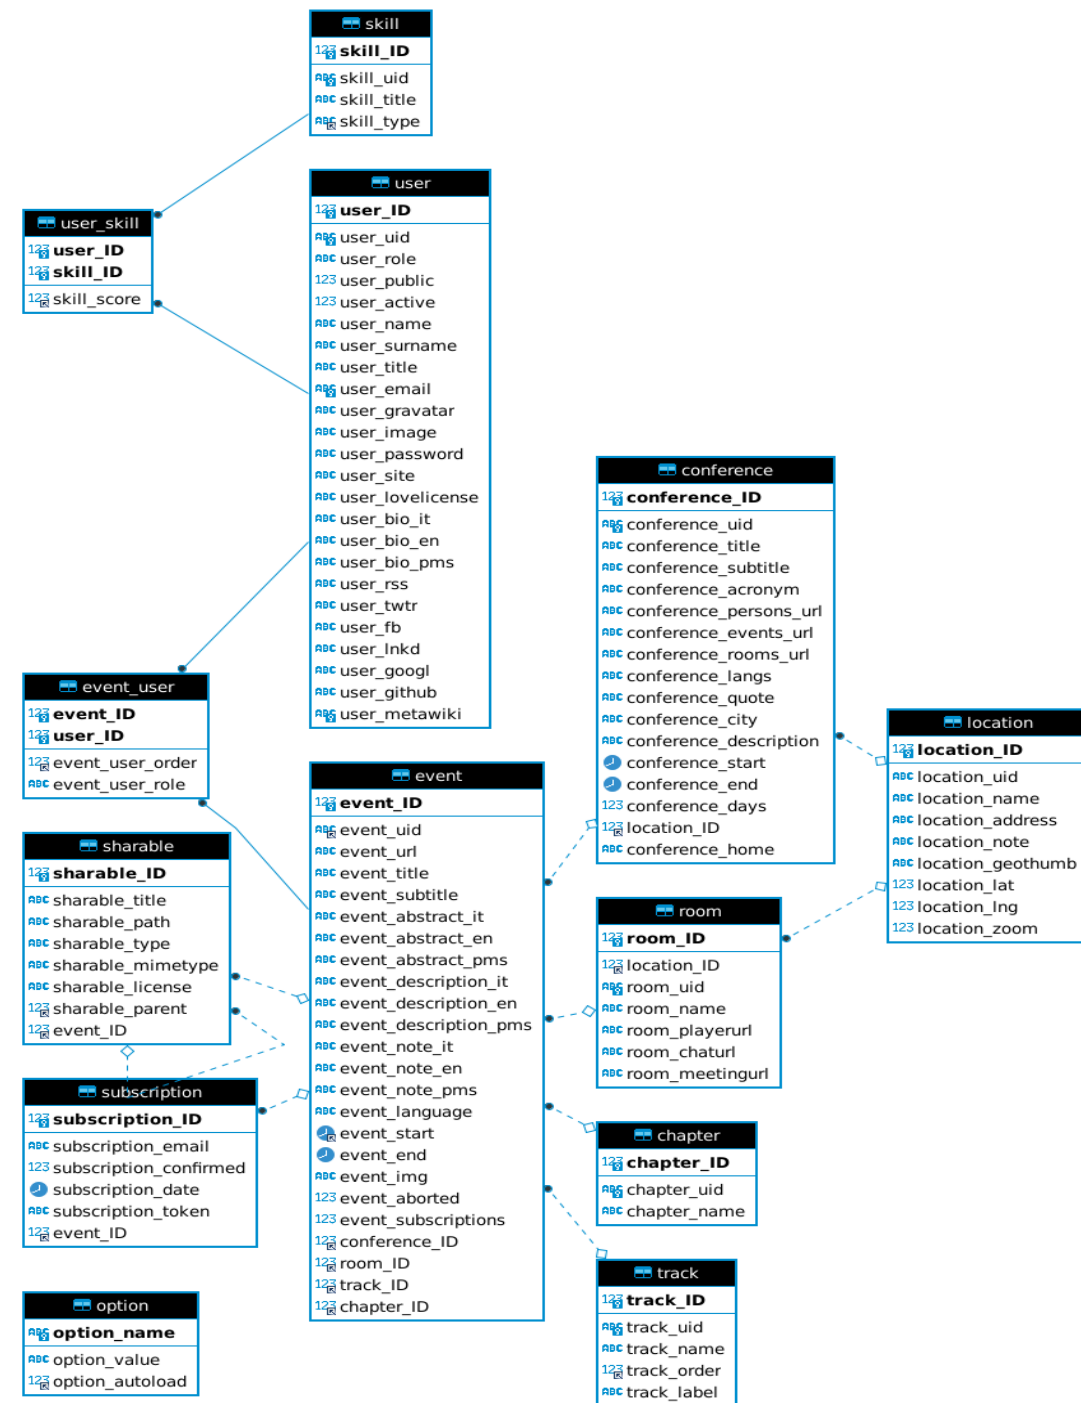 skill
skill_ID
skill_uid
skill_title
skill_type
user
user_ID
user_uid
user_role
user_public
user_active
user_name
user_surname
user_title
user_email
user_gravatar
user_image
user_password
user_site
user_lovelicense
user_bio_it
user_bio_en
user_bio_pms
user_rss
user_twtr
user_fb
user_lnkd
user_googl
user_github
user_metawiki
user_skill
user_ID
skill_ID
skill_score
conference
conference_ID
conference_uid
conference_title
conference_subtitle
conference_acronym
conference_persons_url
conference_events_url
conference_rooms_url
conference_langs
conference_quote
conference_city
conference_description
conference_start
conference_end
conference_days
location_ID
conference_home
location
location_ID
location_uid
location_name
location_address
location_note
location_geothumb
location_lat
location_lng
location_zoom
event_user
event_ID
user_ID
event_user_order
event_user_role
event
event_ID
event_uid
event_url
event_title
event_subtitle
event_abstract_it
event_abstract_en
event_abstract_pms
event_description_it
event_description_en
event_description_pms
event_note_it
event_note_en
event_note_pms
event_language
event_start
event_end
event_img
event_aborted
event_subscriptions
conference_ID
room_ID
track_ID
chapter_ID
sharable
sharable_ID
sharable_title
sharable_path
sharable_type
sharable_mimetype
sharable_license
sharable_parent
event_ID
room
room_ID
location_ID
room_uid
room_name
room_playerurl
room_chaturl
room_meetingurl
subscription
subscription_ID
subscription_email
subscription_confirmed
subscription_date
subscription_token
event_ID
chapter
chapter_ID
chapter_uid
chapter_name
track
track_ID
track_uid
track_name
track_order
track_label
option
option_name
option_value
option_autoload